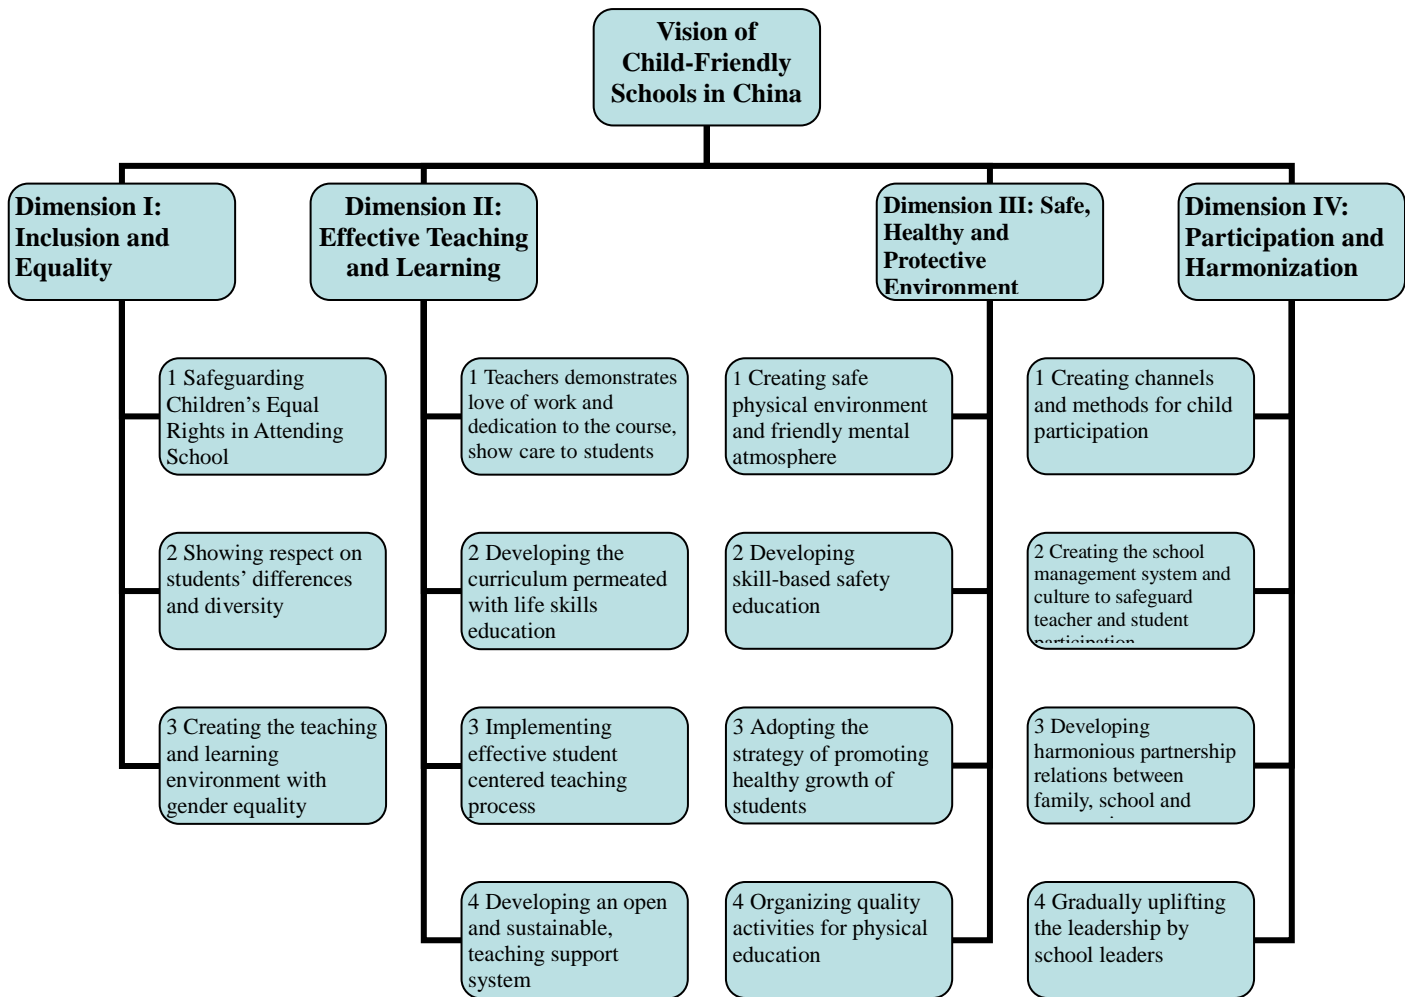 Vision of
Child-Friendly
Schools in China
Dimension I:
Inclusion and
Equality
Dimension II:
Effective Teaching
and Learning
Dimension III: Safe,
Healthy and
Protective
Environment
Dimension IV:
Participation and
Harmonization
1 Safeguarding
Children’s Equal
Rights in Attending
School
1 Teachers demonstrates
love of work and
dedication to the course,
show care to students
1 Creating safe
physical environment
and friendly mental
atmosphere
1 Creating channels
and methods for child
participation
2 Showing respect on
students’ differences
and diversity
2 Developing the
curriculum permeated
with life skills
education
2 Developing
skill-based safety
education
2 Creating the school
management system and
culture to safeguard
teacher and student
participation
3 Creating the teaching
and learning
environment with
gender equality
3 Implementing
effective student
centered teaching
process
3 Adopting the
strategy of promoting
healthy growth of
students
3 Developing
harmonious partnership
relations between
family, school and
4 Developing an open
and sustainable,
teaching support
system
4 Organizing quality
activities for physical
education
4 Gradually uplifting
the leadership by
school leaders